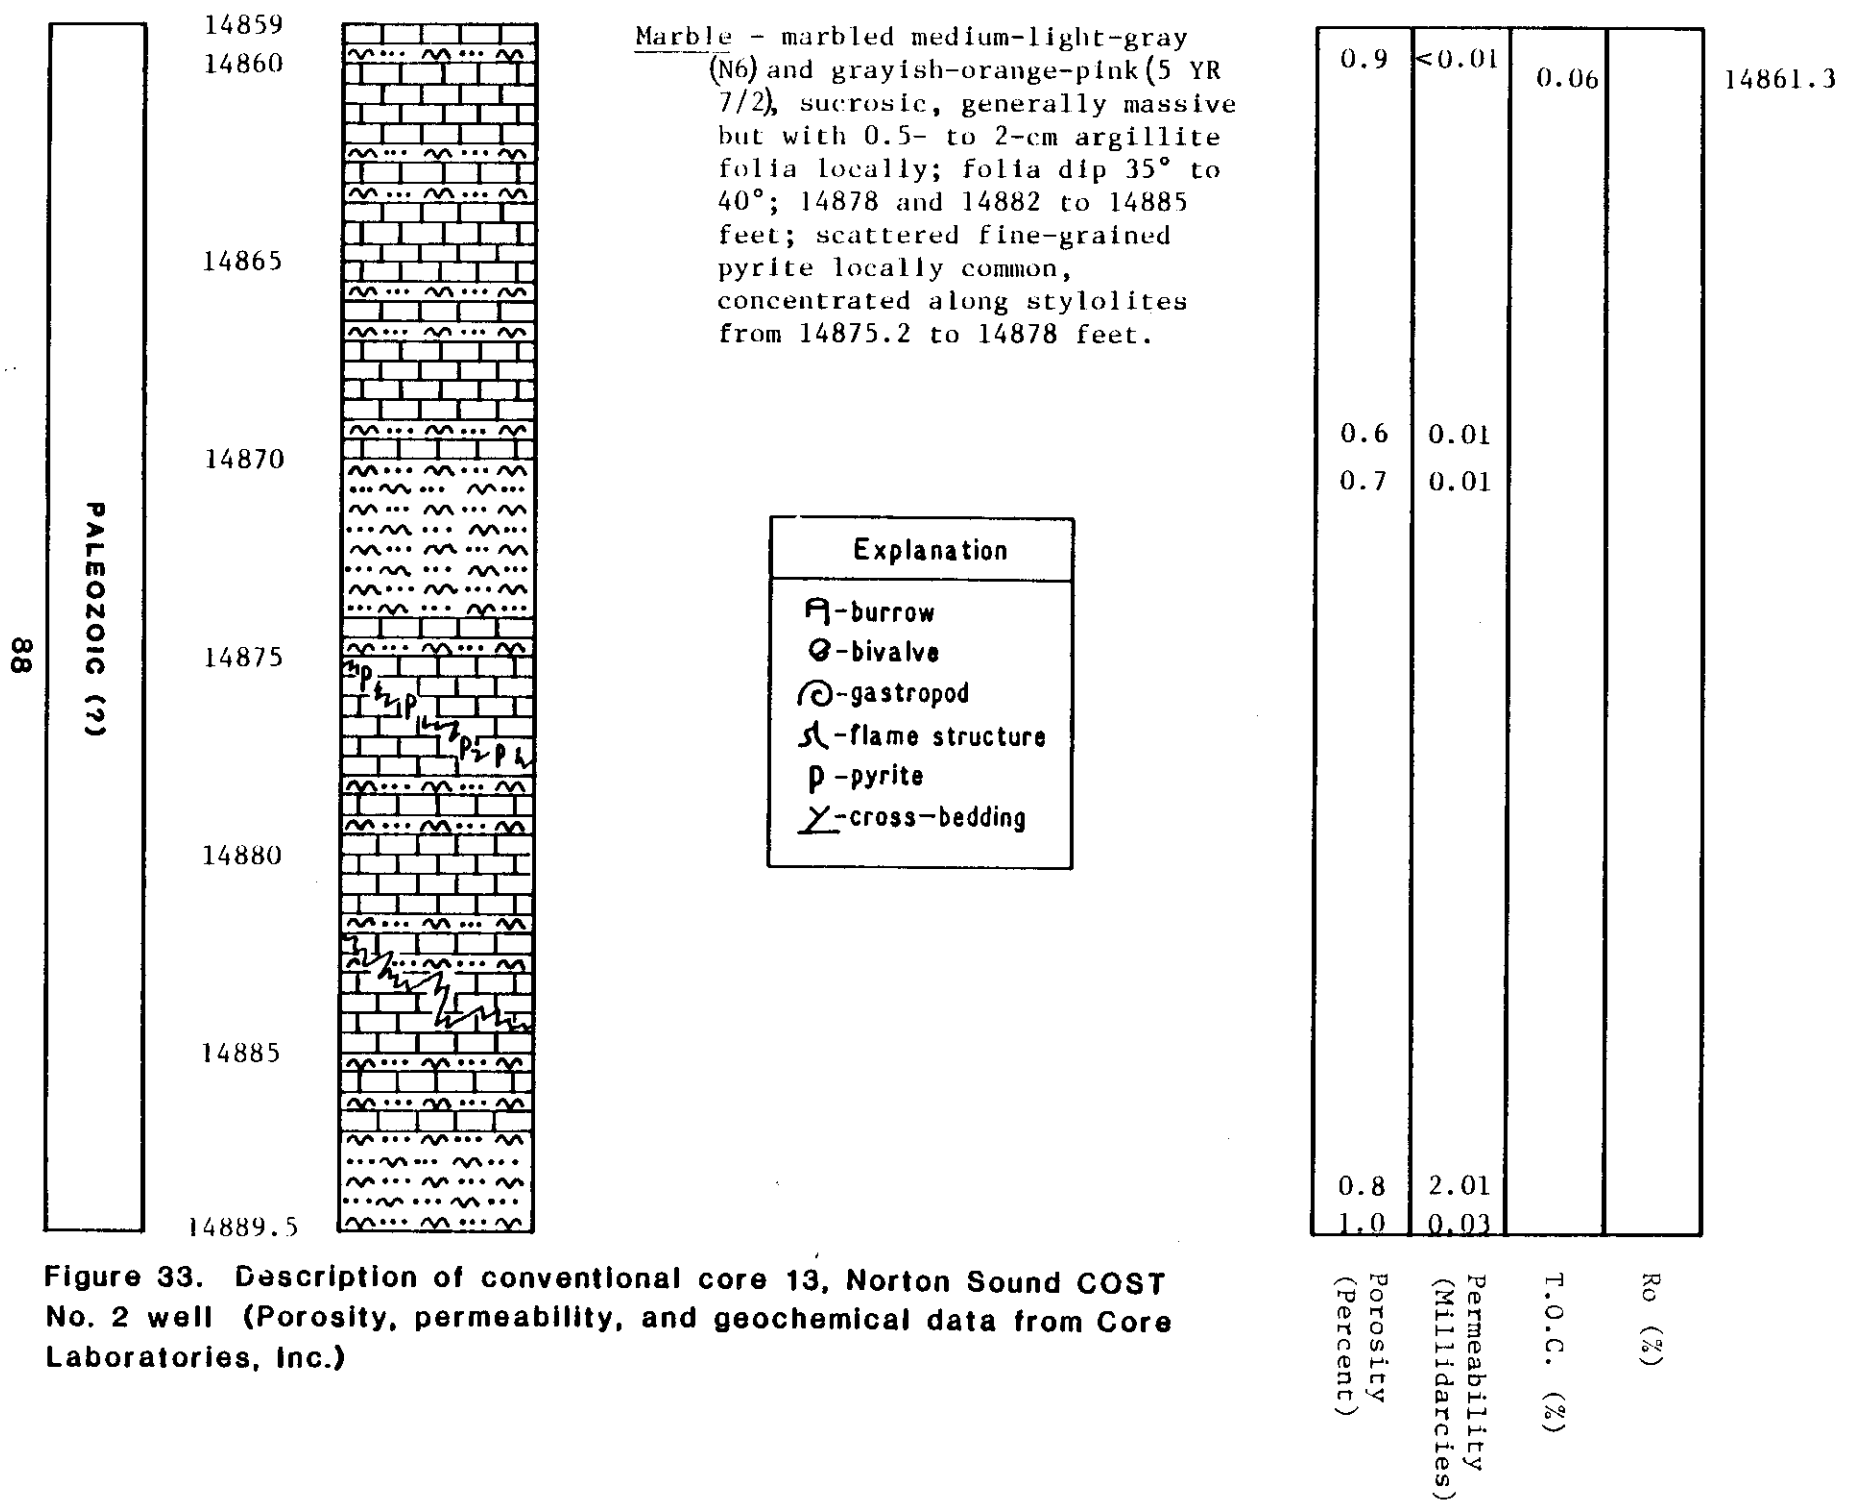 14859
14860
14865
14870
14875
14880
14885
14889.5
PALEOZOIC (?)
88
Marble - marbled medium-light-gray
(N6) and grayish-orange-pink (5 YR
7/2), sucrosic, generally massive
but with 0.5- to 2-cm argillite
folia locally; folia dip 35° to
40°; 14878 and 14882 to 14885
feet; scattered fine-grained
pyrite locally common,
concentrated along stylolites
from 14875.2 to 14878 feet.
p
p
p
p
Explanation
-burrow
-bivalve
-gastropod
-flame structure
p -pyrite
-cross-bedding
0.9 <0.01 0.06 14861.3
0.6 0.01
0.7 0.01
0.8 2.01
1.0 0.03
Porosity
(Percent)
Permeability
(Millidarcies)
T.O.C. (%)
Ro (%)
Figure 33. Description of conventional core 13, Norton Sound COST
No. 2 well (Porosity, permeability, and geochemical data from Core
Laboratories, Inc.)